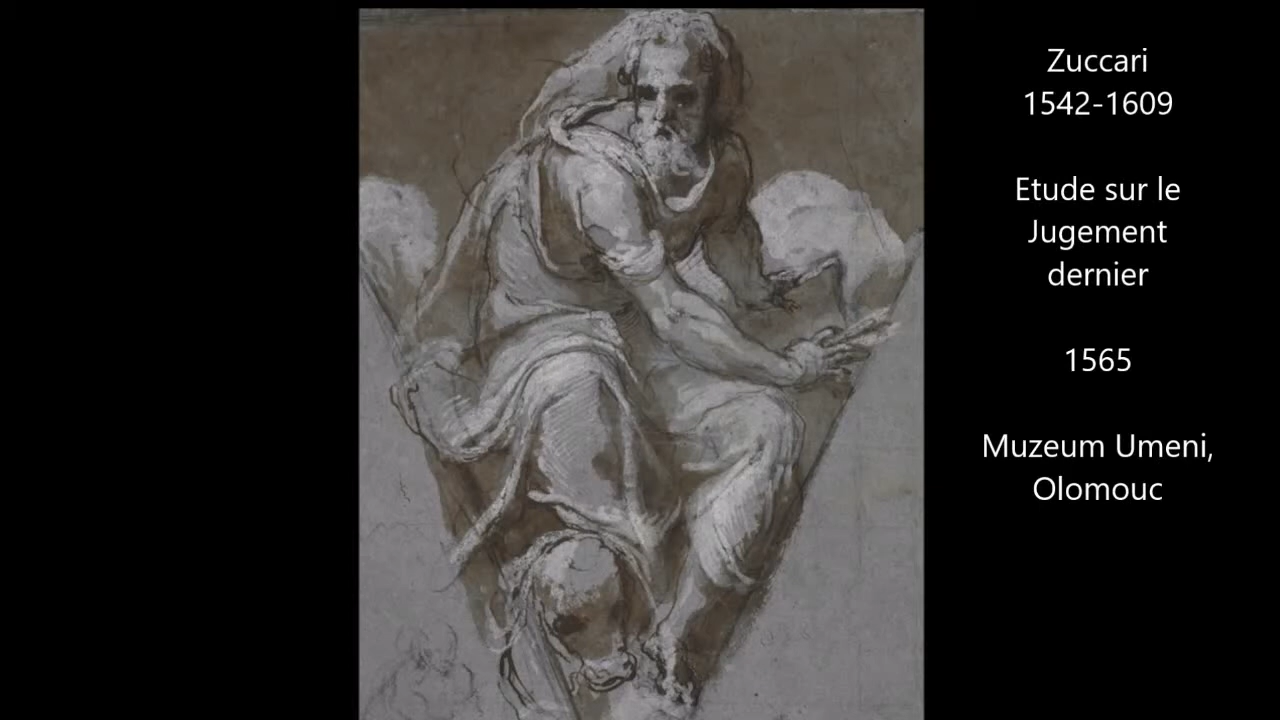 Zuccari
1542-1609
Etude sur le
Jugement
dernier
1565
Muzeum Umeni,
Olomouc